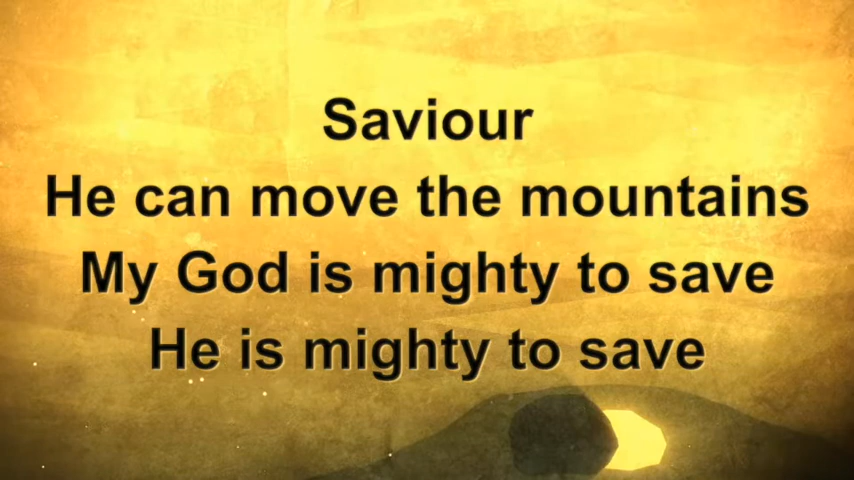 Saviour
He can move the mountains
My God is mighty to save
He is mighty to save